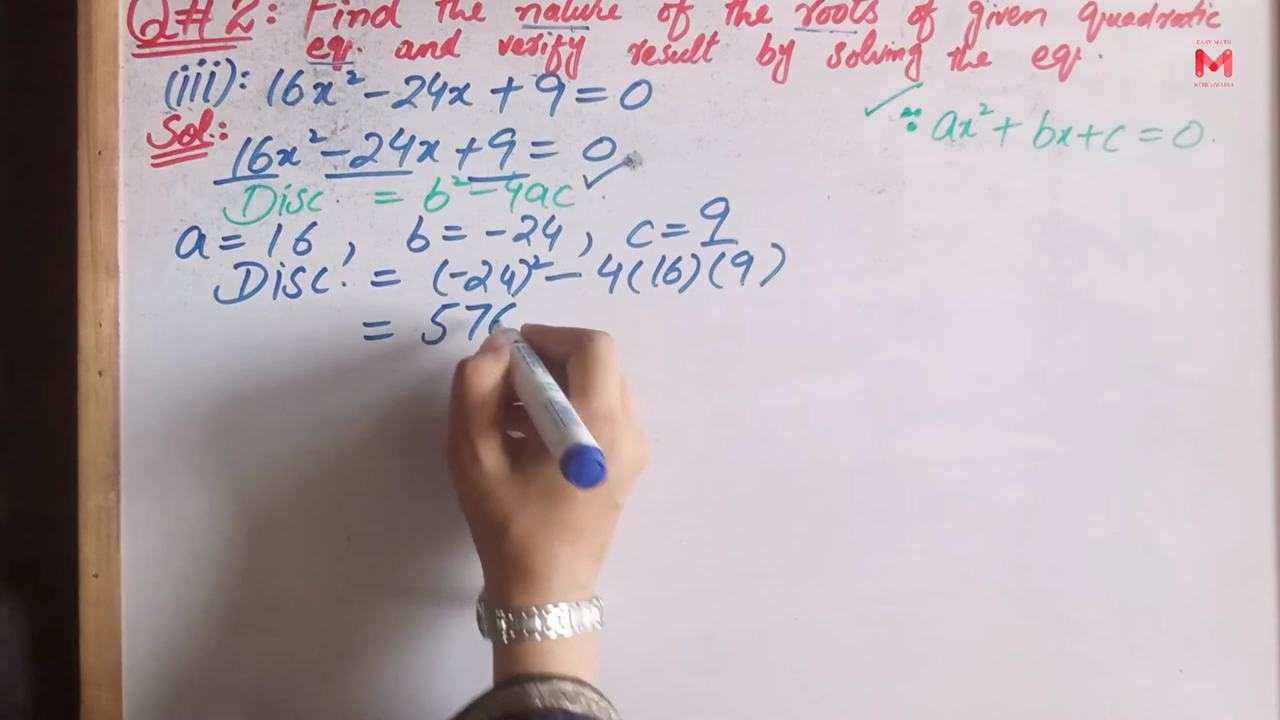 Q#2: Find the nature of the roots of given quadratic
eq. and verify result by solving the eq.
(iii): 16x² - 24x + 9 = 0
Sol:
16x² - 24x + 9 = 0
∵ ax² + bx + c = 0.
Disc. = b² - 4ac
a = 16, b = -24, c = 9
Disc. = (-24)² - 4(16)(9)
= 576
EASY MATH
M